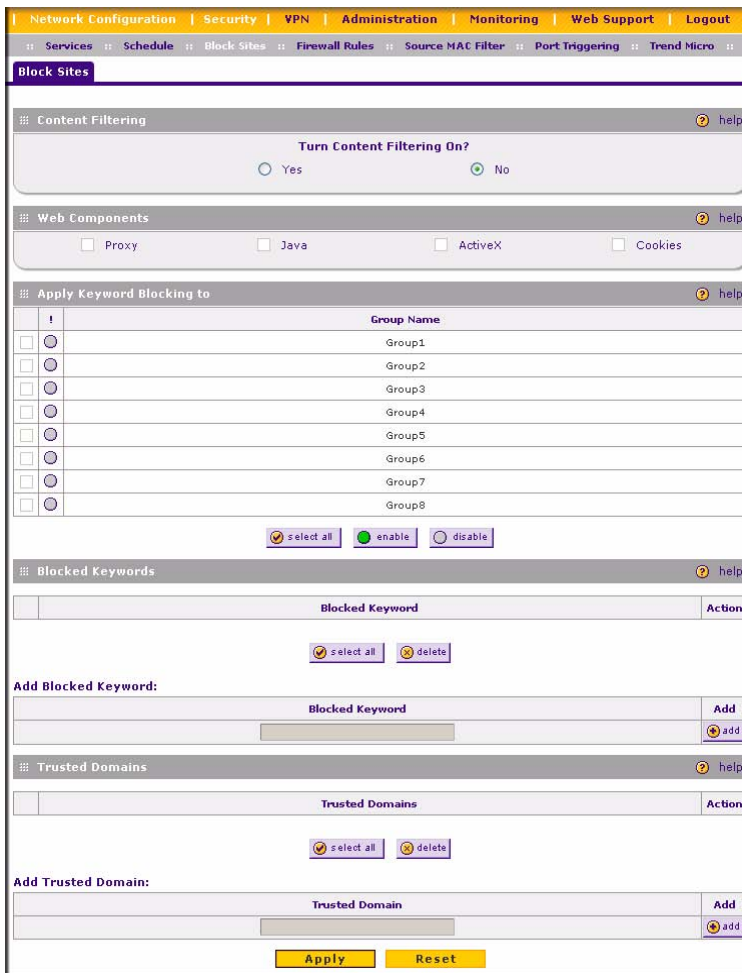 | Network Configuration | Security | VPN | Administration | Monitoring | Web Support | Logout
:: Services :: Schedule :: Block Sites :: Firewall Rules :: Source MAC Filter :: Port Triggering :: Trend Micro ::
Block Sites
Content Filtering ? help
Turn Content Filtering On?
Yes No
Web Components ? help
Proxy Java ActiveX Cookies
Apply Keyword Blocking to ? help
! Group Name
Group1
Group2
Group3
Group4
Group5
Group6
Group7
Group8
select all enable disable
Blocked Keywords ? help
Blocked Keyword Action
select all delete
Add Blocked Keyword:
Blocked Keyword Add
add
Trusted Domains ? help
Trusted Domains Action
select all delete
Add Trusted Domain:
Trusted Domain Add
add
Apply Reset